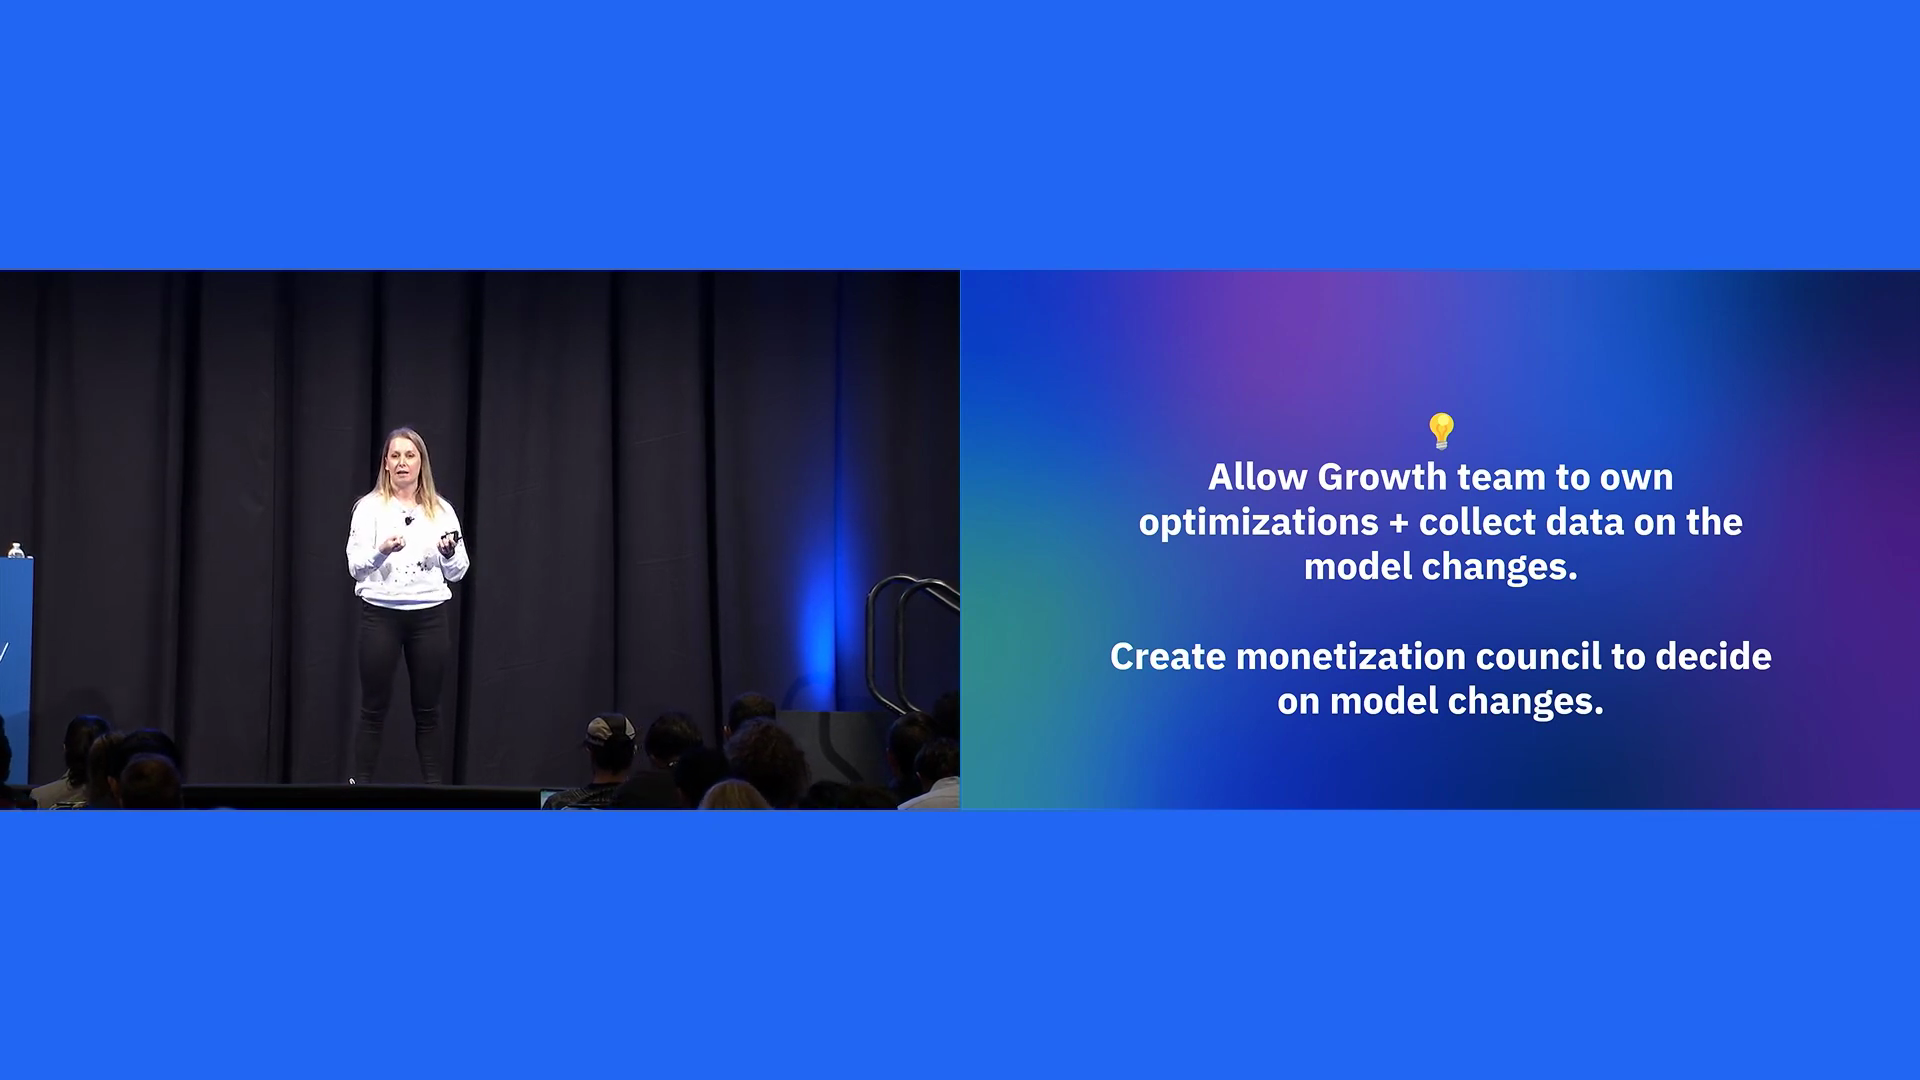 Allow Growth team to own
optimizations + collect data on the
model changes.
Create monetization council to decide
on model changes.